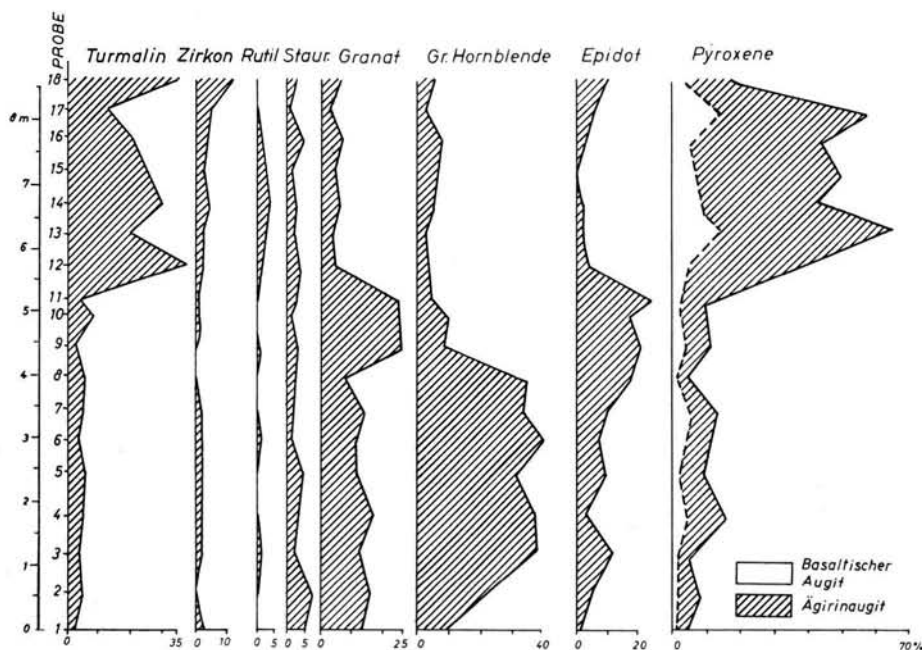 PROBE
Turmalin Zirkon Rutil Staur. Granat Gr. Hornblende Epidot Pyroxene
18
8m 17
16
7 15
14
13
6
12
11
5 10
9
4 8
7
3 6
5
2 4
3
1 2
0 1
Basaltischer
Augit
Ägirinaugit
0 35 0 10 0 5 0 5 0 25 0 40 0 20 0 70%